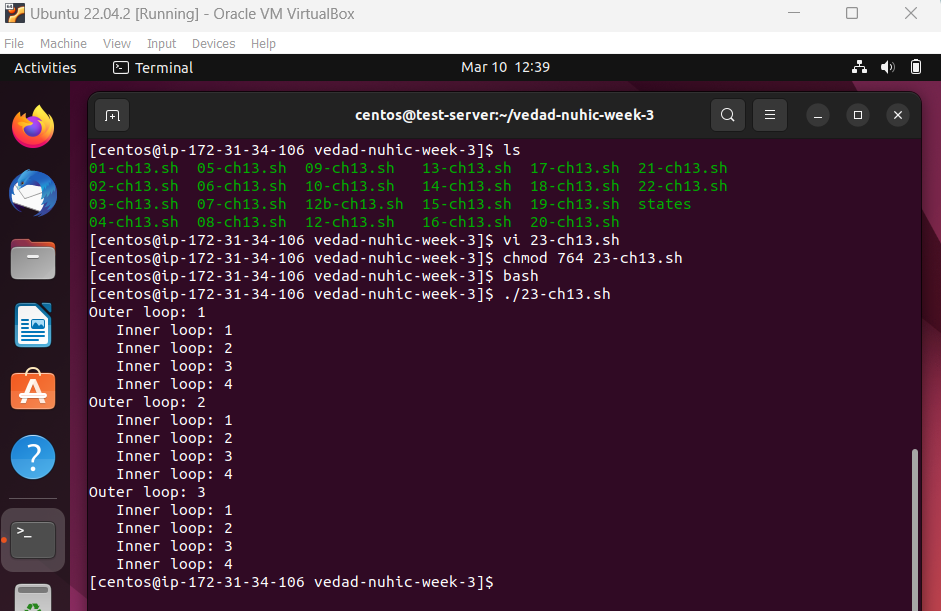 Ubuntu 22.04.2 [Running] - Oracle VM VirtualBox
File Machine View Input Devices Help
Activities Terminal Mar 10 12:39
centos@test-server:~/vedad-nuhic-week-3
[centos@ip-172-31-34-106 vedad-nuhic-week-3]$ ls
01-ch13.sh 05-ch13.sh 09-ch13.sh 13-ch13.sh 17-ch13.sh 21-ch13.sh
02-ch13.sh 06-ch13.sh 10-ch13.sh 14-ch13.sh 18-ch13.sh 22-ch13.sh
03-ch13.sh 07-ch13.sh 12b-ch13.sh 15-ch13.sh 19-ch13.sh states
04-ch13.sh 08-ch13.sh 12-ch13.sh 16-ch13.sh 20-ch13.sh
[centos@ip-172-31-34-106 vedad-nuhic-week-3]$ vi 23-ch13.sh
[centos@ip-172-31-34-106 vedad-nuhic-week-3]$ chmod 764 23-ch13.sh
[centos@ip-172-31-34-106 vedad-nuhic-week-3]$ bash
[centos@ip-172-31-34-106 vedad-nuhic-week-3]$ ./23-ch13.sh
Outer loop: 1
   Inner loop: 1
   Inner loop: 2
   Inner loop: 3
   Inner loop: 4
Outer loop: 2
   Inner loop: 1
   Inner loop: 2
   Inner loop: 3
   Inner loop: 4
Outer loop: 3
   Inner loop: 1
   Inner loop: 2
   Inner loop: 3
   Inner loop: 4
[centos@ip-172-31-34-106 vedad-nuhic-week-3]$